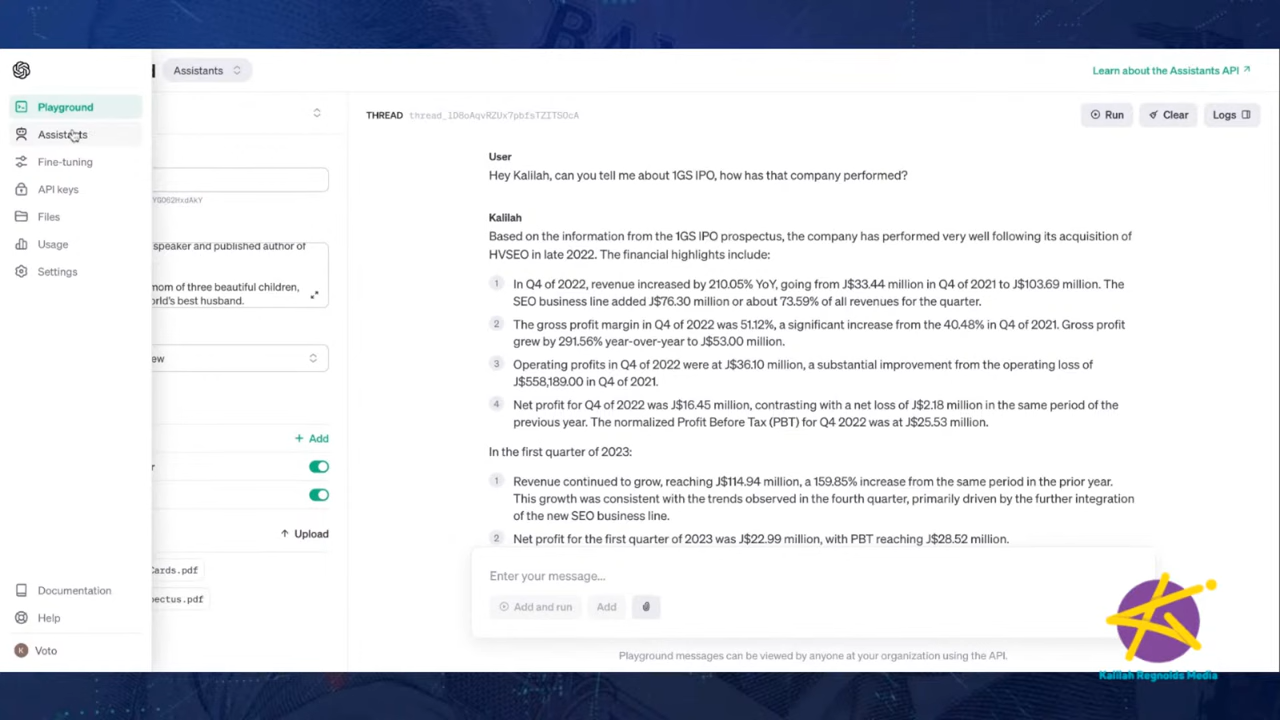 Assistants
Learn about the Assistants API
Playground
Assistants
Fine-tuning
API keys
Files
Usage
Settings
Documentation
Help
Voto
speaker and published author of
mom of three beautiful children,
orld's best husband.
ew
+ Add
Upload
Cards.pdf
pectus.pdf
THREAD thread_lD8oAqvRZUx7pbfsTZITSOcA
Run
Clear
Logs
User
Hey Kalilah, can you tell me about 1GS IPO, how has that company performed?
Kalilah
Based on the information from the 1GS IPO prospectus, the company has performed very well following its acquisition of
HVSEO in late 2022. The financial highlights include:
1 In Q4 of 2022, revenue increased by 210.05% YoY, going from J$33.44 million in Q4 of 2021 to J$103.69 million. The
SEO business line added J$76.30 million or about 73.59% of all revenues for the quarter.
2 The gross profit margin in Q4 of 2022 was 51.12%, a significant increase from the 40.48% in Q4 of 2021. Gross profit
grew by 291.56% year-over-year to J$53.00 million.
3 Operating profits in Q4 of 2022 were at J$36.10 million, a substantial improvement from the operating loss of
J$558,189.00 in Q4 of 2021.
4 Net profit for Q4 of 2022 was J$16.45 million, contrasting with a net loss of J$2.18 million in the same period of the
previous year. The normalized Profit Before Tax (PBT) for Q4 2022 was at J$25.53 million.
In the first quarter of 2023:
1 Revenue continued to grow, reaching J$114.94 million, a 159.85% increase from the same period in the prior year.
This growth was consistent with the trends observed in the fourth quarter, primarily driven by the further integration
of the new SEO business line.
2 Net profit for the first quarter of 2023 was J$22.99 million, with PBT reaching J$28.52 million.
Enter your message...
Add and run
Add
Playground messages can be viewed by anyone at your organization using the API.
Kalilah Reynolds Media